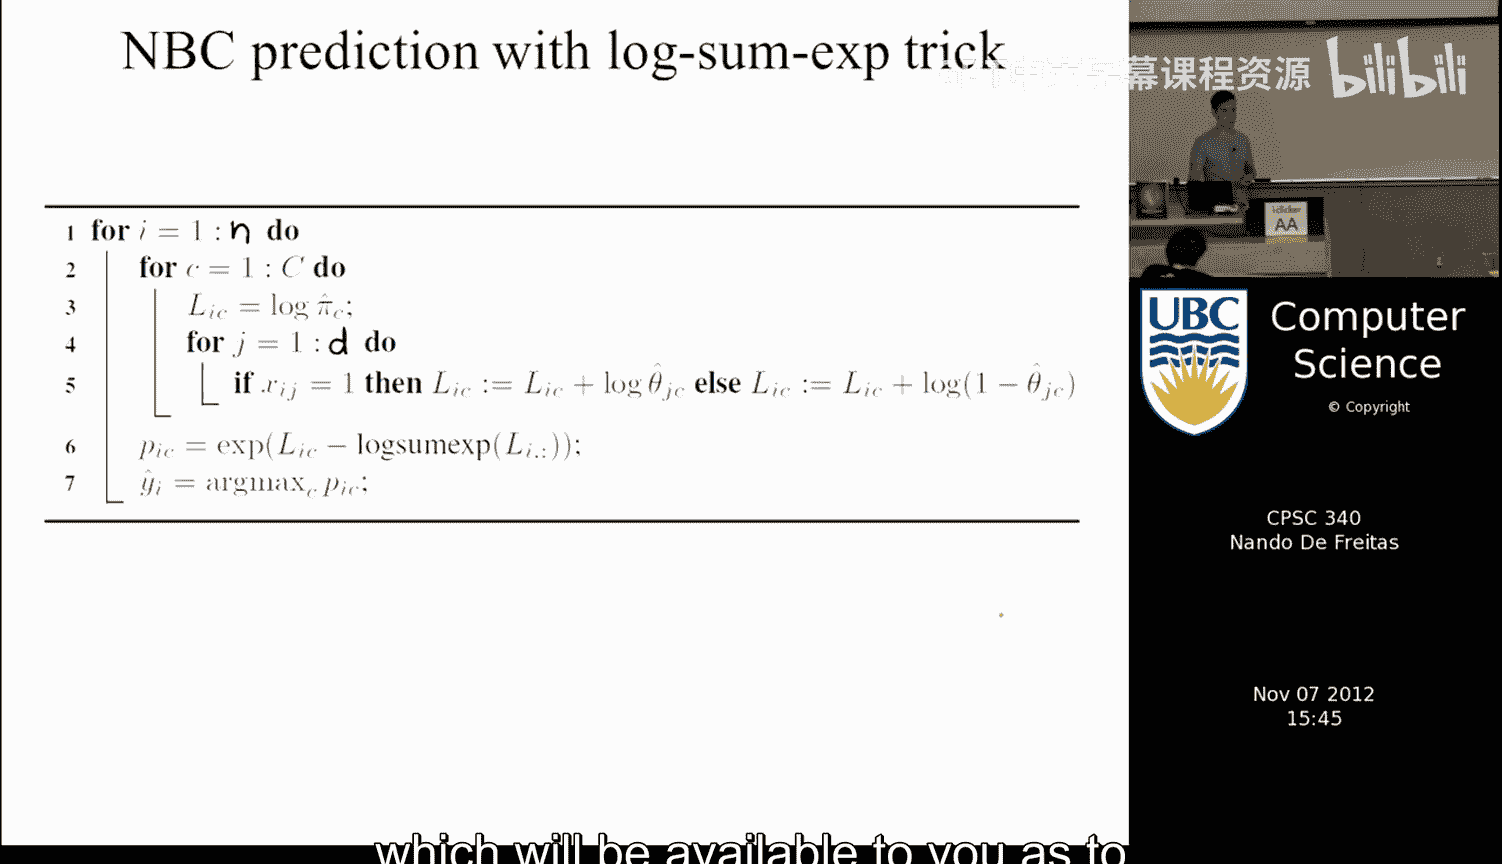 NBC prediction with log-sum-exp trick
幕课程资源 bilibili
1 for i = 1 : n do
2 for c = 1 : C do
3 L_ic = log π̂_c;
4 for j = 1 : d do
5 if x_ij = 1 then L_ic := L_ic + log θ̂_jc else L_ic := L_ic + log(1 − θ̂_jc)
6 p_ic = exp(L_ic − logsumexp(L_i,:));
7 ŷ_i = argmax_c p_ic;
AA
UBC
Computer
Science
© Copyright
CPSC 340
Nando De Freitas
Nov 07 2012
15:45
which will be available to you as to